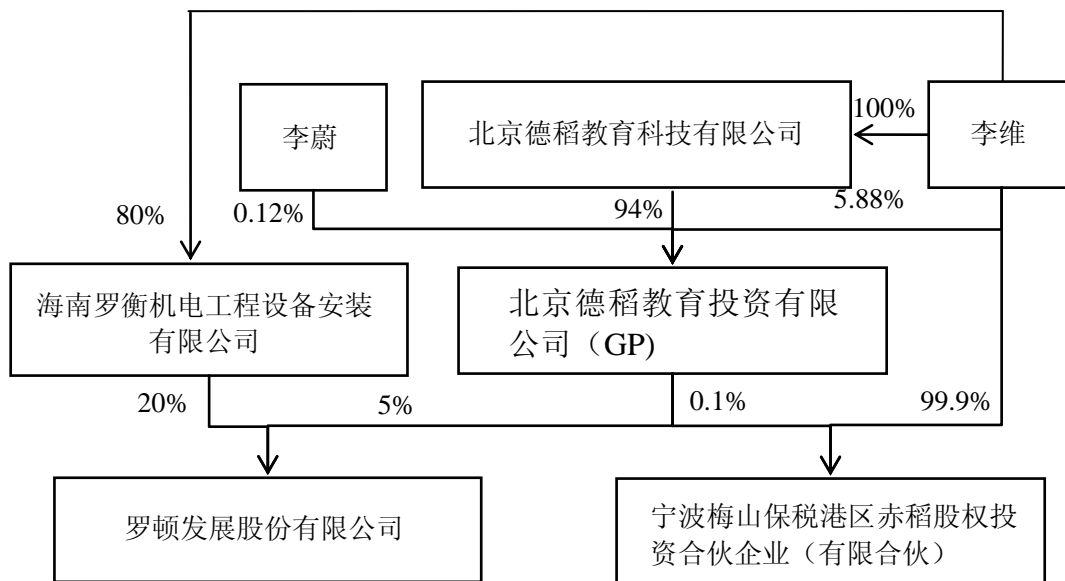 李蔚
北京德稻教育科技有限公司
100%
李维
80%
0.12%
94%
5.88%
海南罗衡机电工程设备安装
有限公司
北京德稻教育投资有限
公司（GP)
20%
5%
0.1%
99.9%
罗顿发展股份有限公司
宁波梅山保税港区赤稻股权投
资合伙企业（有限合伙）